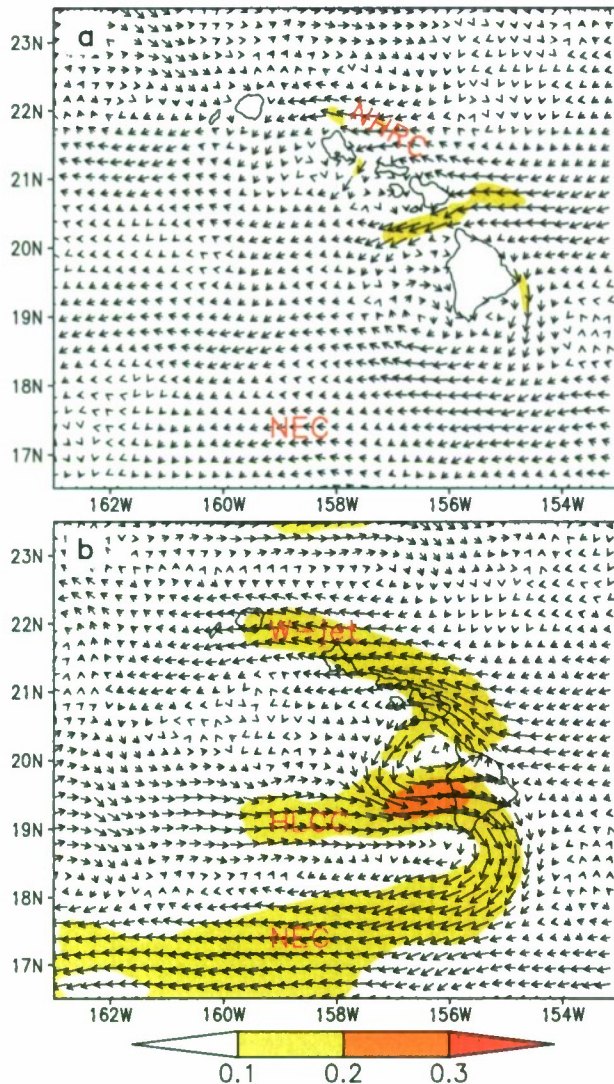 a
23N
22N
NHRC
21N
20N
19N
18N
NEC
17N
162W 160W 158W 156W 154W
b
23N
22N
W-jet
21N
20N
19N
HLCC
18N
NEC
17N
162W 160W 158W 156W 154W
0.1 0.2 0.3